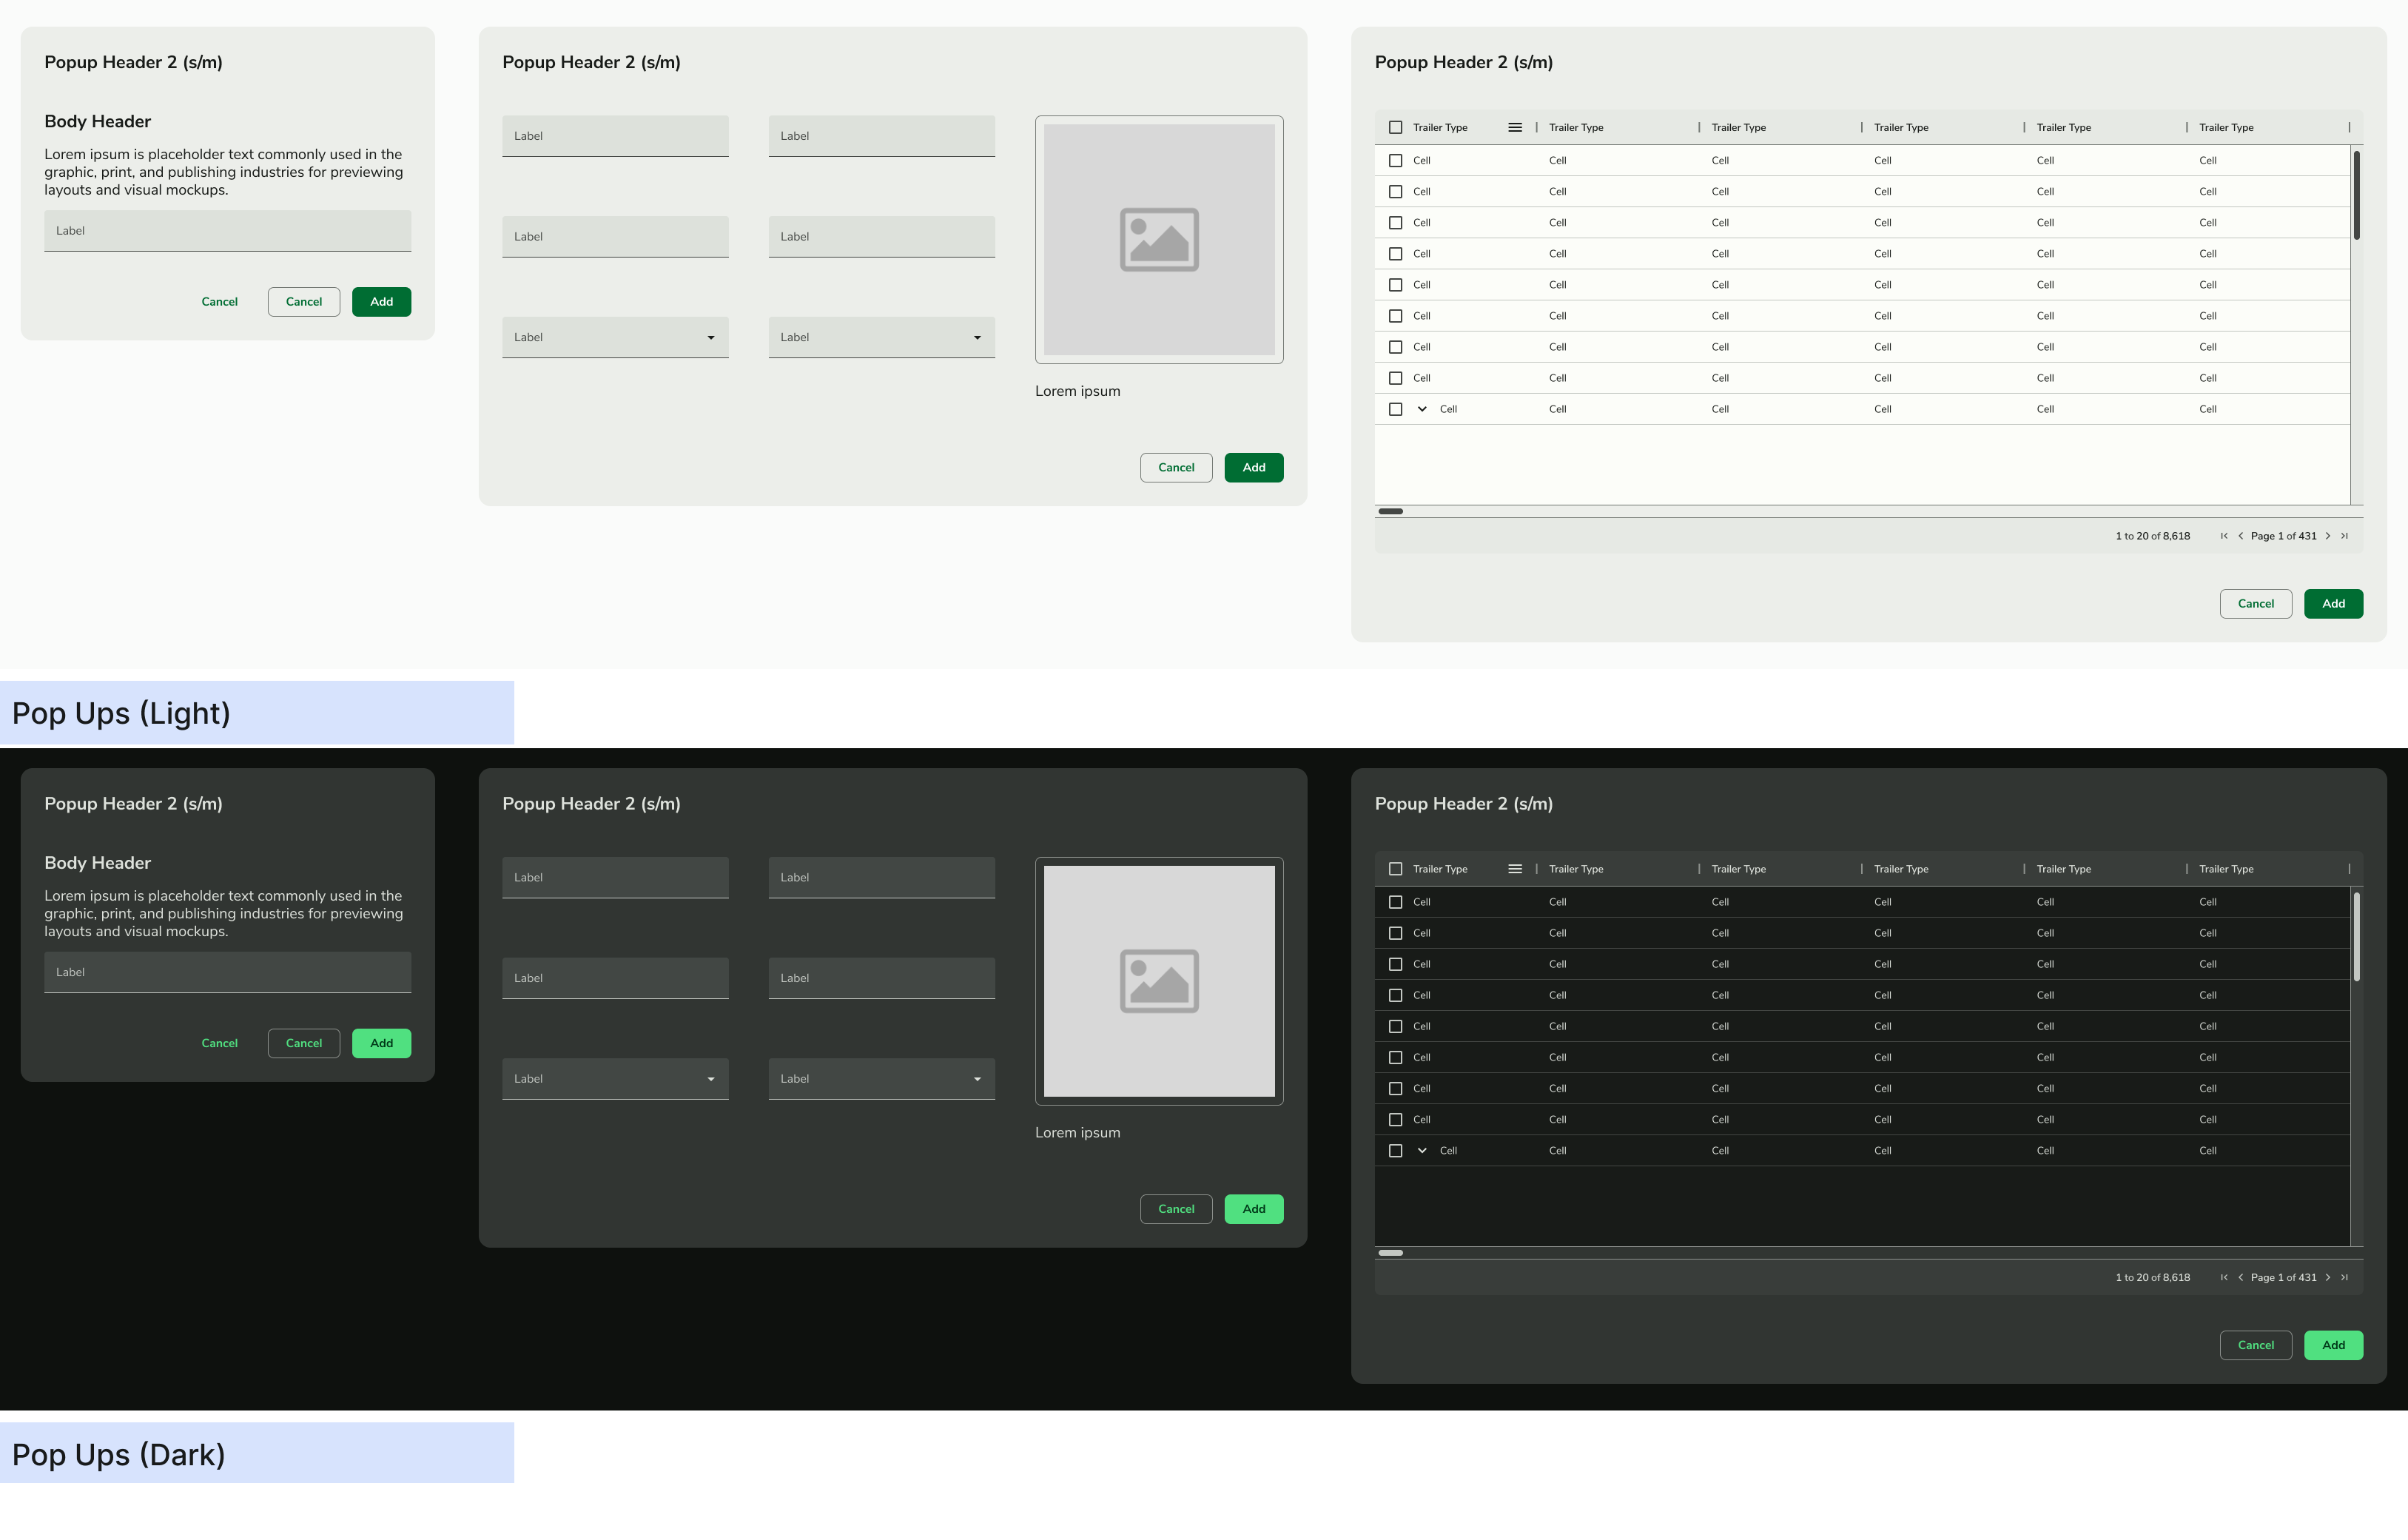 Popup Header 2 (s/m)
Body Header
Lorem ipsum is placeholder text commonly used in the
graphic, print, and publishing industries for previewing
layouts and visual mockups.
Label
Cancel Cancel Add
Popup Header 2 (s/m)
Label Label
Label Label
Label Label
Lorem ipsum
Cancel Add
Popup Header 2 (s/m)
Trailer Type Trailer Type Trailer Type Trailer Type Trailer Type Trailer Type
Cell Cell Cell Cell Cell Cell
Cell Cell Cell Cell Cell Cell
Cell Cell Cell Cell Cell Cell
Cell Cell Cell Cell Cell Cell
Cell Cell Cell Cell Cell Cell
Cell Cell Cell Cell Cell Cell
Cell Cell Cell Cell Cell Cell
Cell Cell Cell Cell Cell Cell
Cell Cell Cell Cell Cell Cell
1 to 20 of 8,618 Page 1 of 431
Cancel Add
Pop Ups (Light)
Popup Header 2 (s/m)
Body Header
Lorem ipsum is placeholder text commonly used in the
graphic, print, and publishing industries for previewing
layouts and visual mockups.
Label
Cancel Cancel Add
Popup Header 2 (s/m)
Label Label
Label Label
Label Label
Lorem ipsum
Cancel Add
Popup Header 2 (s/m)
Trailer Type Trailer Type Trailer Type Trailer Type Trailer Type Trailer Type
Cell Cell Cell Cell Cell Cell
Cell Cell Cell Cell Cell Cell
Cell Cell Cell Cell Cell Cell
Cell Cell Cell Cell Cell Cell
Cell Cell Cell Cell Cell Cell
Cell Cell Cell Cell Cell Cell
Cell Cell Cell Cell Cell Cell
Cell Cell Cell Cell Cell Cell
Cell Cell Cell Cell Cell Cell
1 to 20 of 8,618 Page 1 of 431
Cancel Add
Pop Ups (Dark)